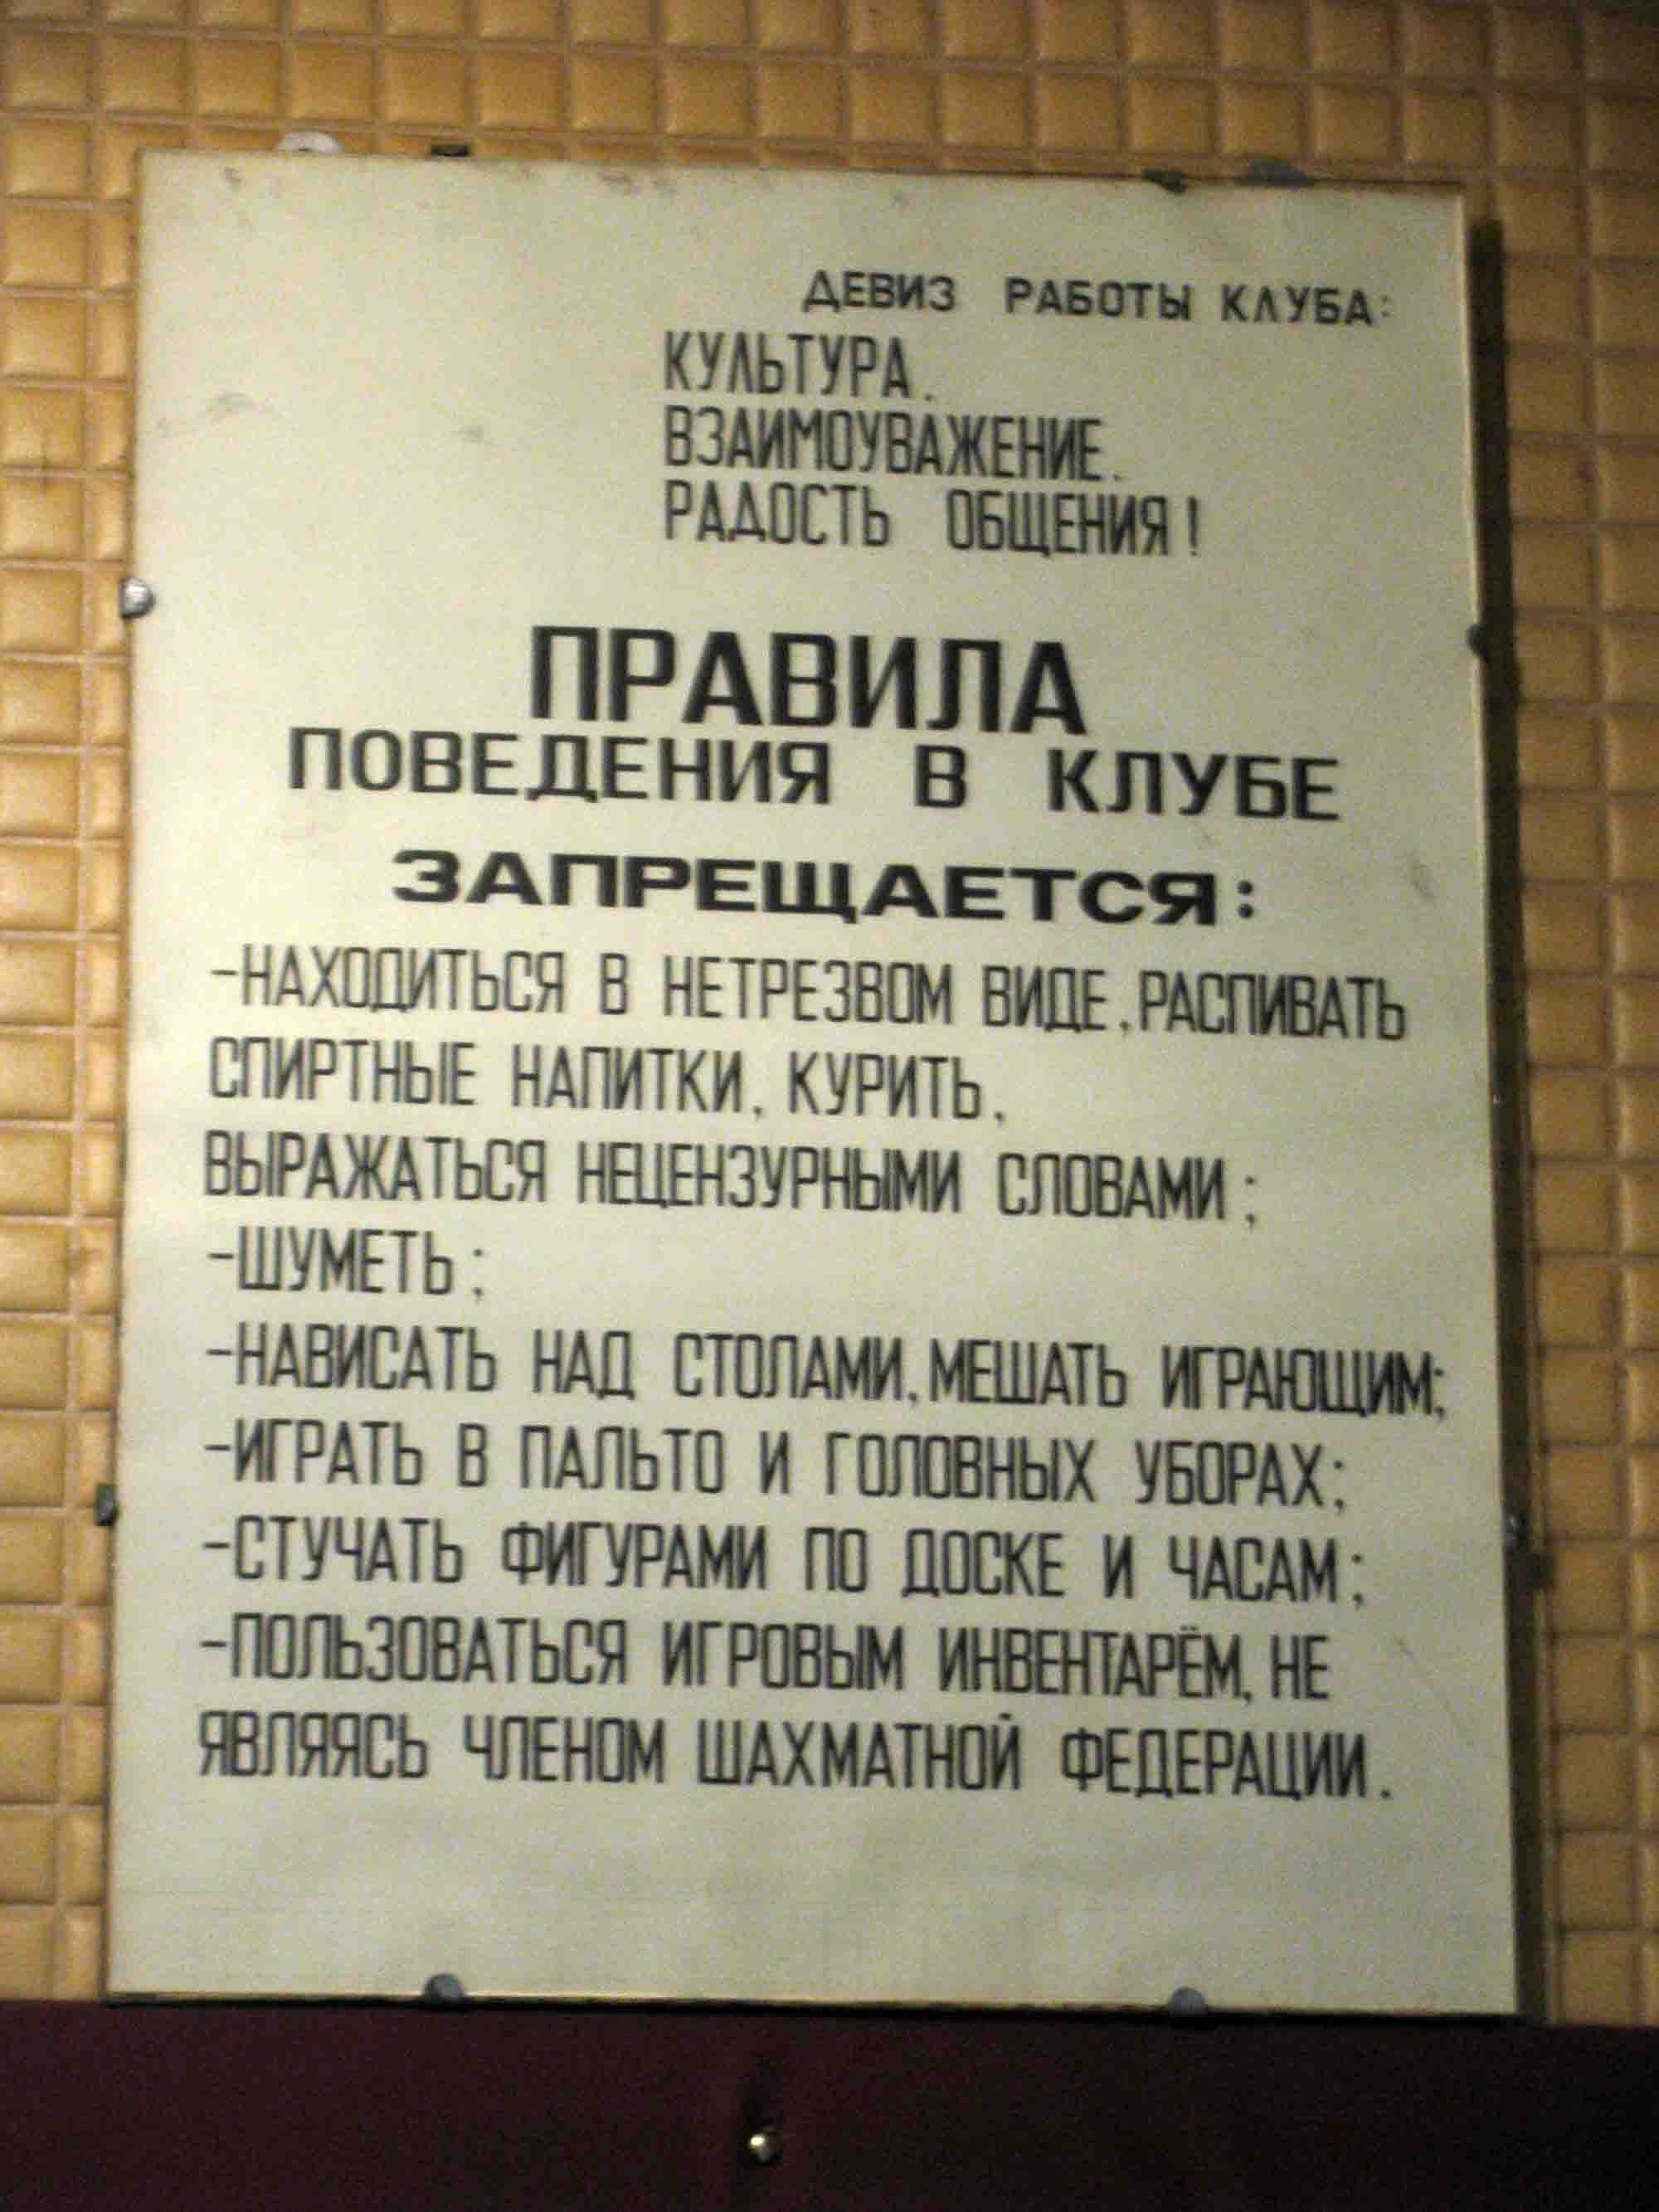 ДЕВИЗ РАБОТЫ КЛУБА:
КУЛЬТУРА.
ВЗАИМОУВАЖЕНИЕ.
РАДОСТЬ ОБЩЕНИЯ!
ПРАВИЛА
ПОВЕДЕНИЯ В КЛУБЕ
ЗАПРЕЩАЕТСЯ:
-НАХОДИТЬСЯ В НЕТРЕЗВОМ ВИДЕ, РАСПИВАТЬ
СПИРТНЫЕ НАПИТКИ, КУРИТЬ,
ВЫРАЖАТЬСЯ НЕЦЕНЗУРНЫМИ СЛОВАМИ;
-ШУМЕТЬ;
-НАВИСАТЬ НАД СТОЛАМИ, МЕШАТЬ ИГРАЮЩИМ;
-ИГРАТЬ В ПАЛЬТО И ГОЛОВНЫХ УБОРАХ;
-СТУЧАТЬ ФИГУРАМИ ПО ДОСКЕ И ЧАСАМ;
-ПОЛЬЗОВАТЬСЯ ИГРОВЫМ ИНВЕНТАРЁМ, НЕ
ЯВЛЯЯСЬ ЧЛЕНОМ ШАХМАТНОЙ ФЕДЕРАЦИИ.